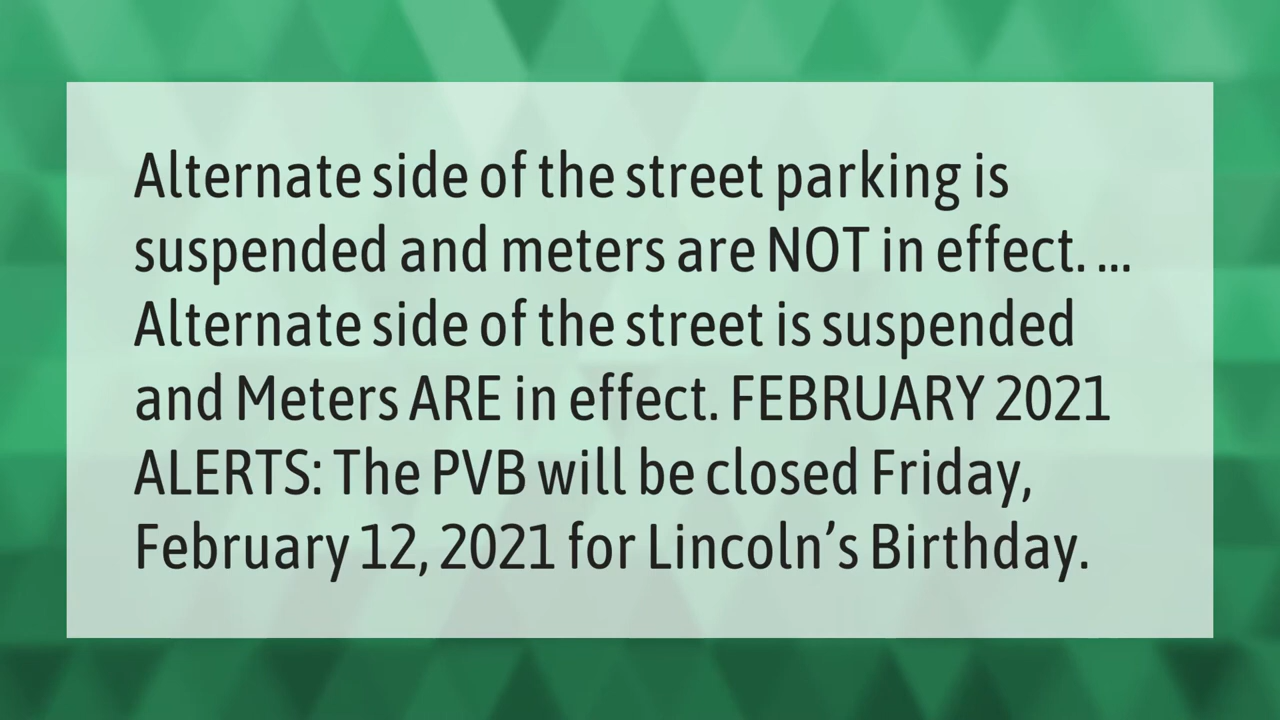 Alternate side of the street parking is
suspended and meters are NOT in effect. ...
Alternate side of the street is suspended
and Meters ARE in effect. FEBRUARY 2021
ALERTS: The PVB will be closed Friday,
February 12, 2021 for Lincoln’s Birthday.